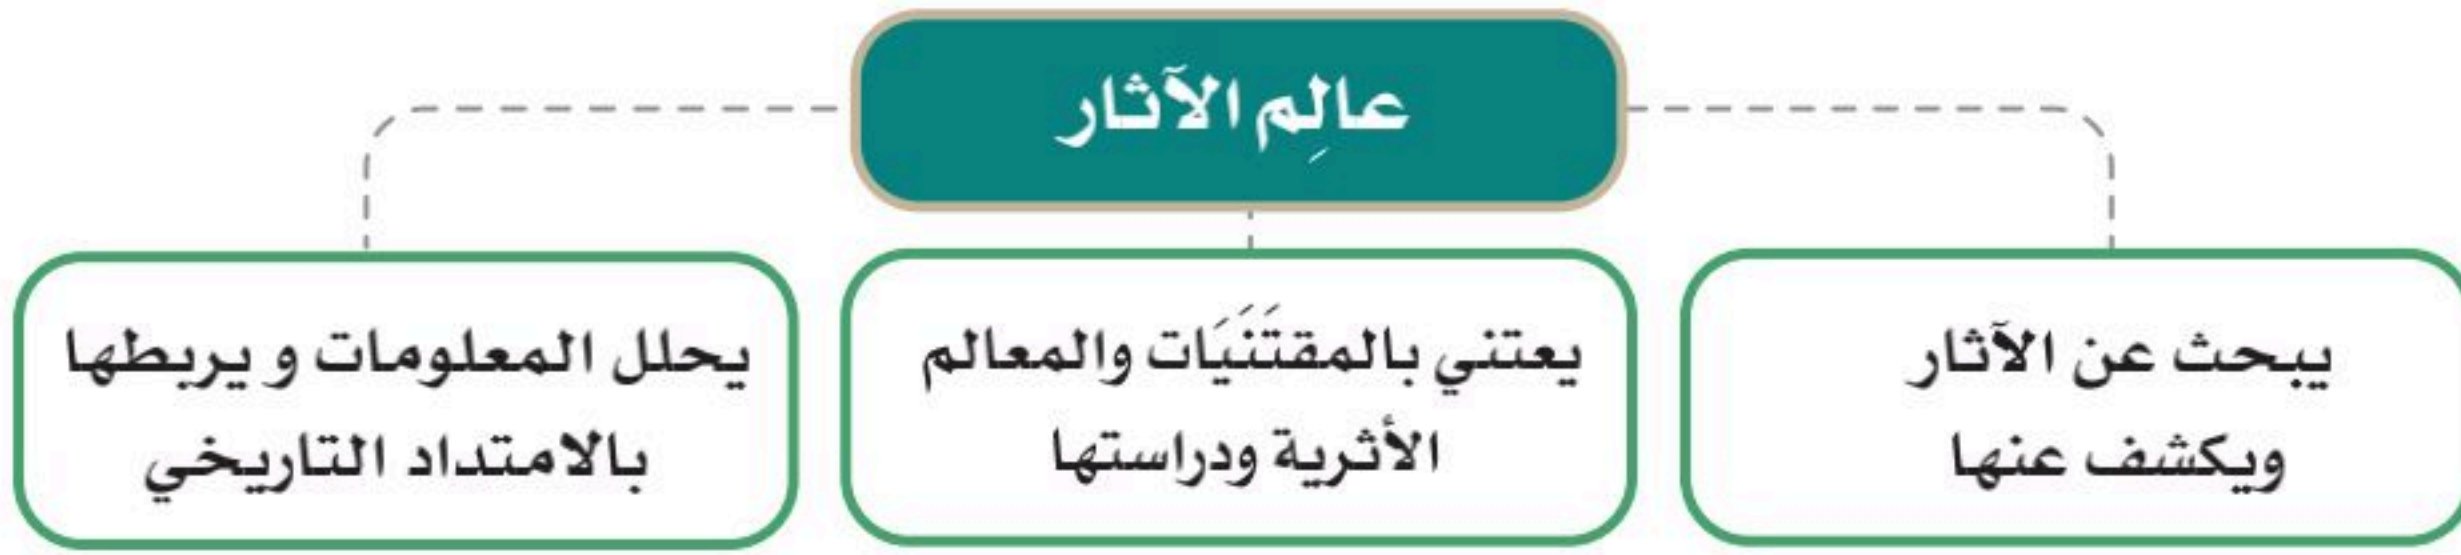 عالِم الآثار
يبحث عن الآثار
ويكشف عنها
يعتني بالمقتَنَيَات والمعالم
الأثرية ودراستها
يحلل المعلومات و يربطها
بالامتداد التاريخي